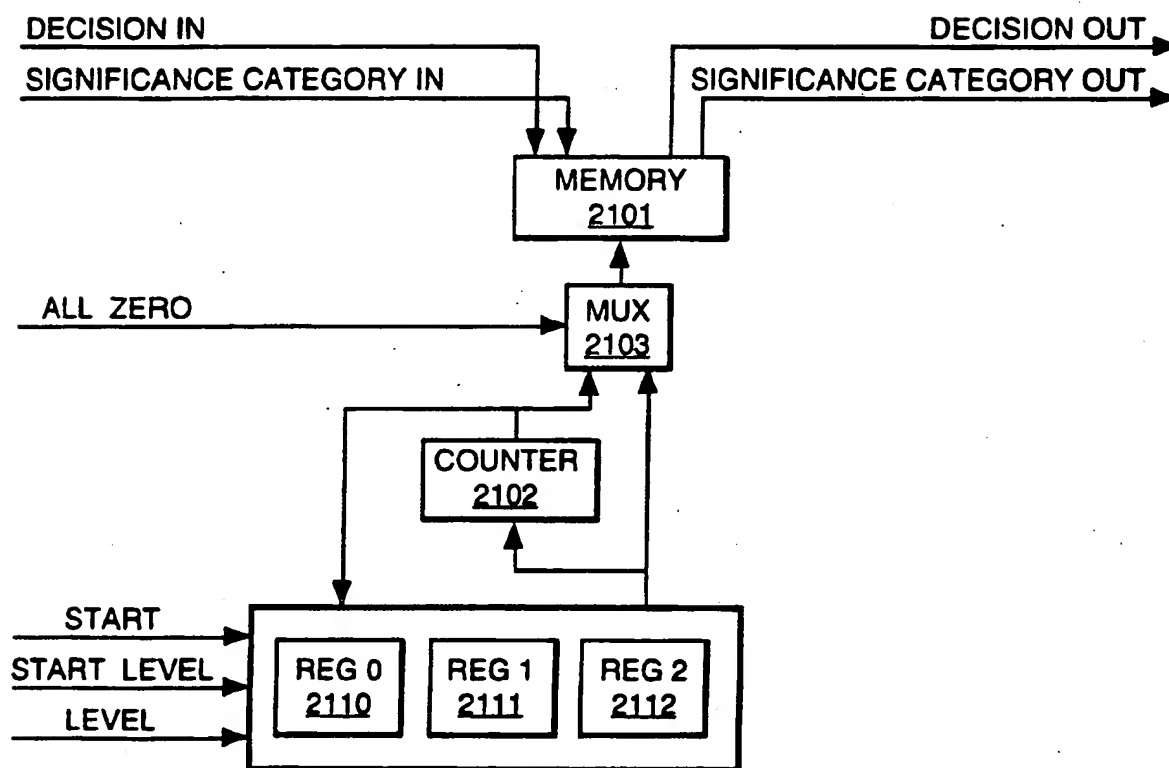 DECISION IN
DECISION OUT
SIGNIFICANCE CATEGORY IN
SIGNIFICANCE CATEGORY OUT
MEMORY
2101
ALL ZERO
MUX
2103
COUNTER
2102
START
START LEVEL
LEVEL
REG 0
2110
REG 1
2111
REG 2
2112